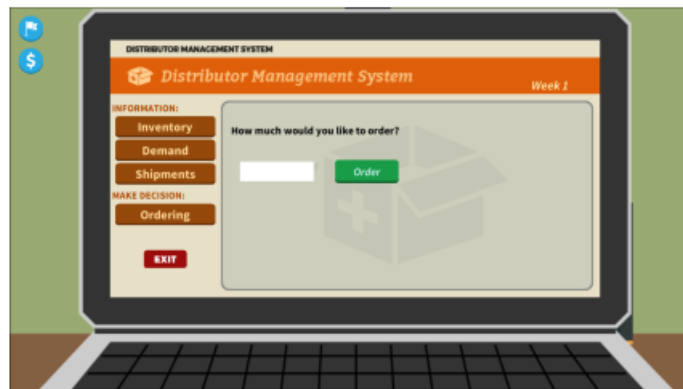 DISTRIBUTOR MANAGEMENT SYSTEM
Distributor Management System
Week 1
INFORMATION:
Inventory
Demand
Shipments
MAKE DECISION:
Ordering
EXIT
How much would you like to order?
Order
$